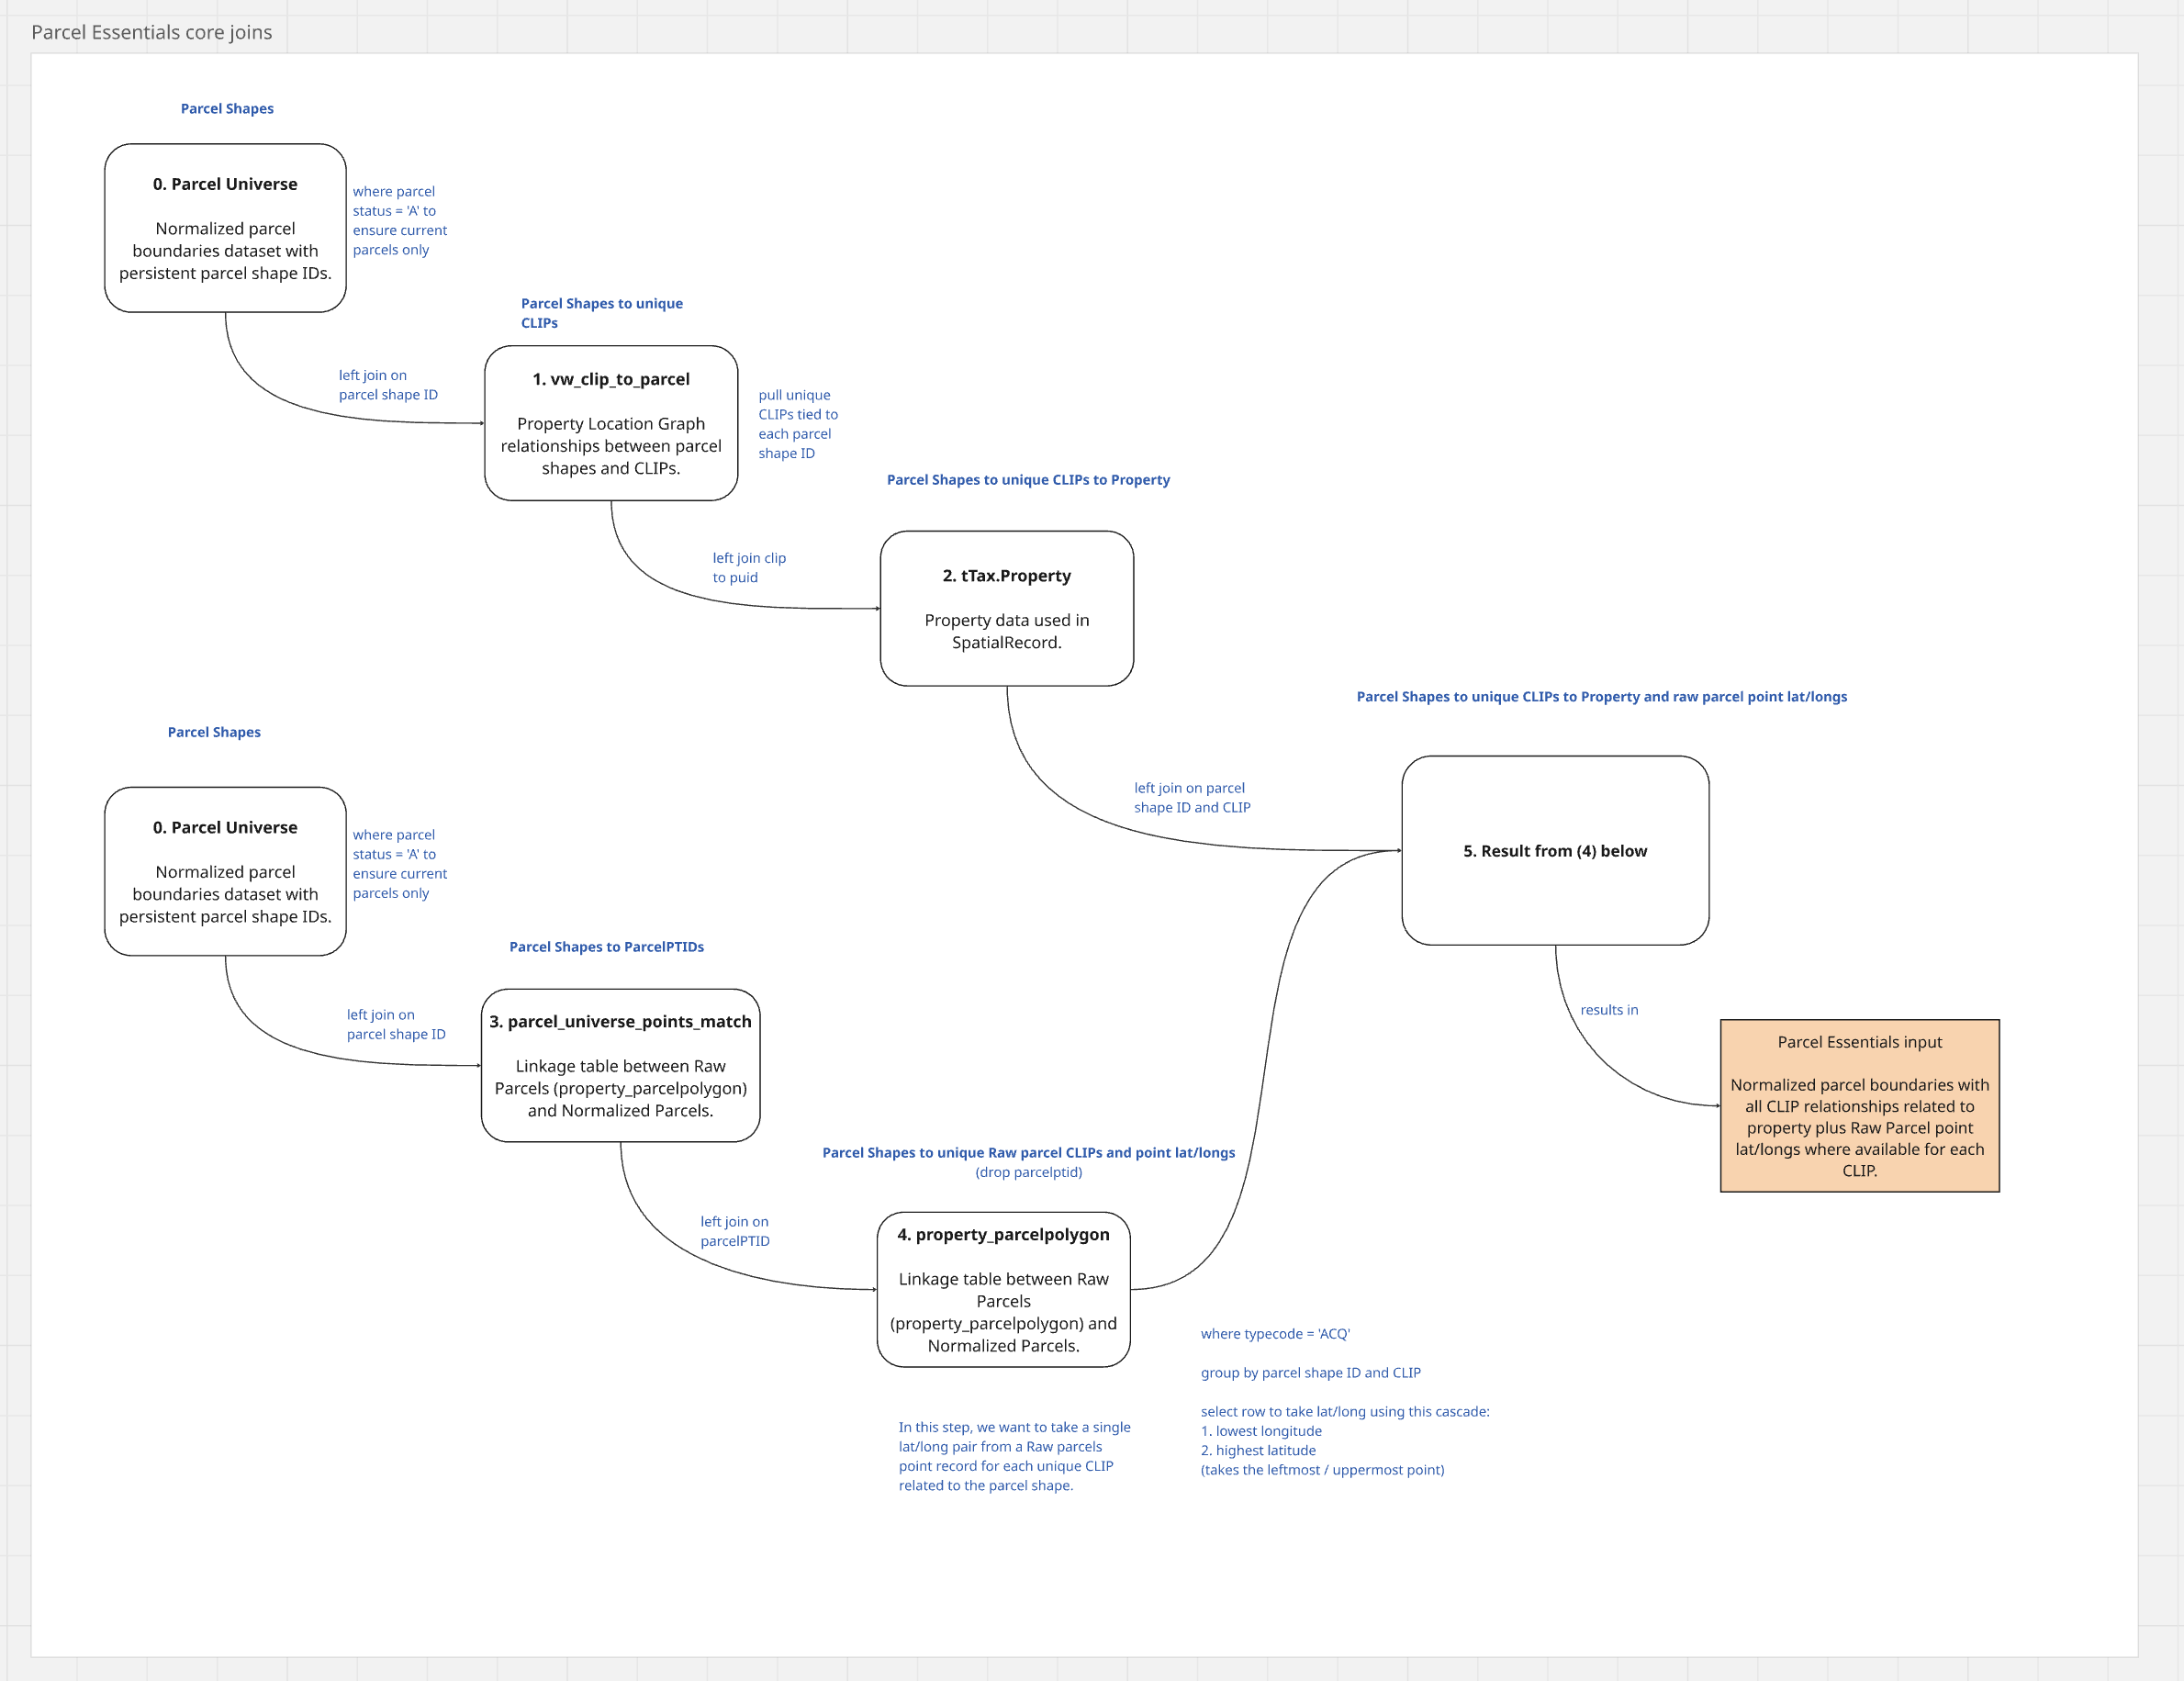 Parcel Essentials core joins
Parcel Shapes
0. Parcel Universe
Normalized parcel
boundaries dataset with
persistent parcel shape IDs.
where parcel
status = 'A' to
ensure current
parcels only
left join on
parcel shape ID
Parcel Shapes to unique
CLIPs
1. vw_clip_to_parcel
Property Location Graph
relationships between parcel
shapes and CLIPs.
pull unique
CLIPs tied to
each parcel
shape ID
left join clip
to puid
Parcel Shapes to unique CLIPs to Property
2. tTax.Property
Property data used in
SpatialRecord.
left join on parcel
shape ID and CLIP
Parcel Shapes to unique CLIPs to Property and raw parcel point lat/longs
5. Result from (4) below
results in
Parcel Essentials input
Normalized parcel boundaries with
all CLIP relationships related to
property plus Raw Parcel point
lat/longs where available for each
CLIP.
Parcel Shapes
0. Parcel Universe
Normalized parcel
boundaries dataset with
persistent parcel shape IDs.
where parcel
status = 'A' to
ensure current
parcels only
left join on
parcel shape ID
Parcel Shapes to ParcelPTIDs
3. parcel_universe_points_match
Linkage table between Raw
Parcels (property_parcelpolygon)
and Normalized Parcels.
left join on
parcelPTID
Parcel Shapes to unique Raw parcel CLIPs and point lat/longs
(drop parcelptid)
4. property_parcelpolygon
Linkage table between Raw
Parcels
(property_parcelpolygon) and
Normalized Parcels.
In this step, we want to take a single
lat/long pair from a Raw parcels
point record for each unique CLIP
related to the parcel shape.
where typecode = 'ACQ'
group by parcel shape ID and CLIP
select row to take lat/long using this cascade:
1. lowest longitude
2. highest latitude
(takes the leftmost / uppermost point)